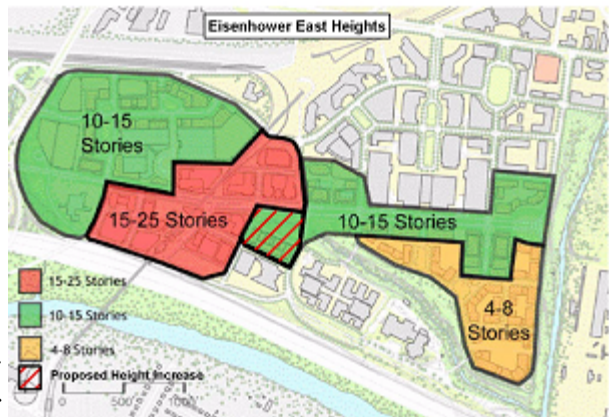 Eisenhower East Heights
10-15
Stories
15-25 Stories
10-15 Stories
4-8
Stories
15-25 Stories
10-15 Stories
4-8 Stories
Proposed Height Increase
0
500
1000